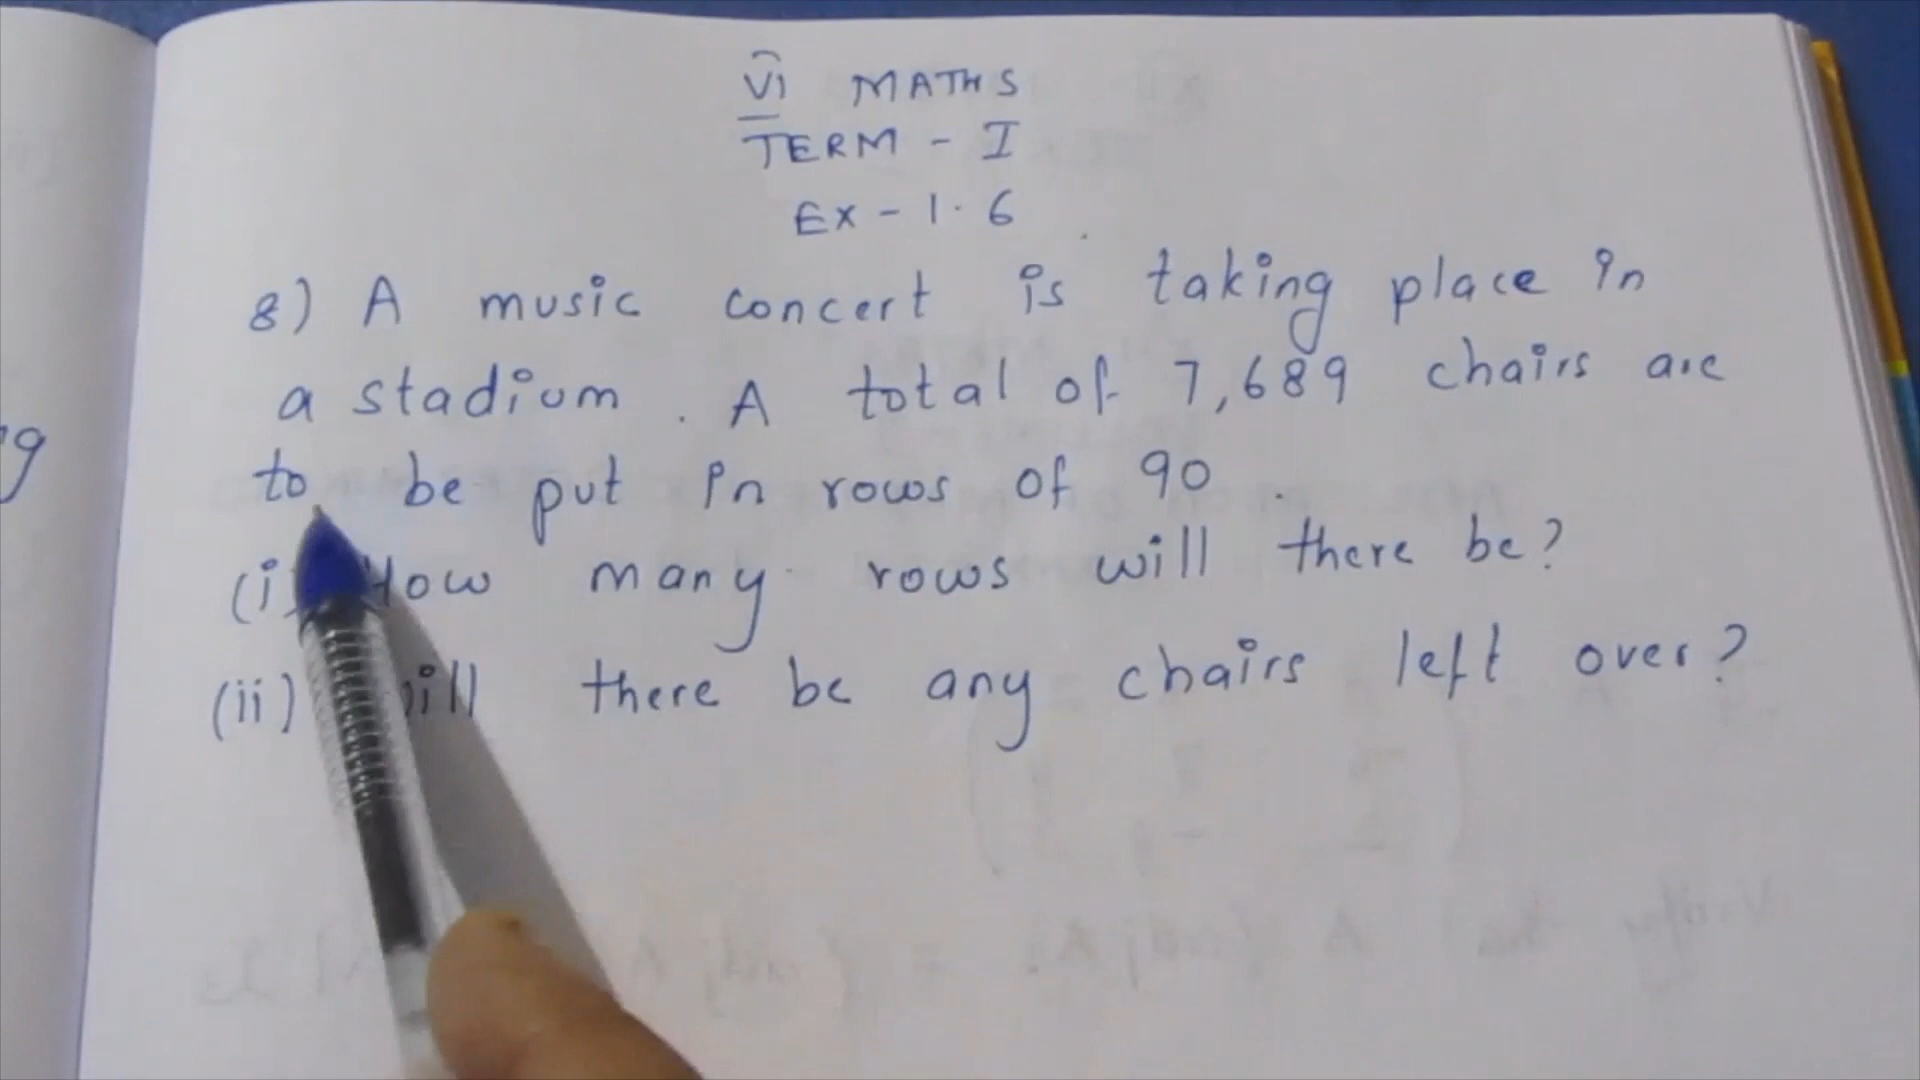 VI MATHS
TERM - I
Ex - 1.6
8) A music concert is taking place in
a stadium. A total of 7,689 chairs are
to be put in rows of 90.
(i) How many rows will there be?
(ii) will there be any chairs left over?